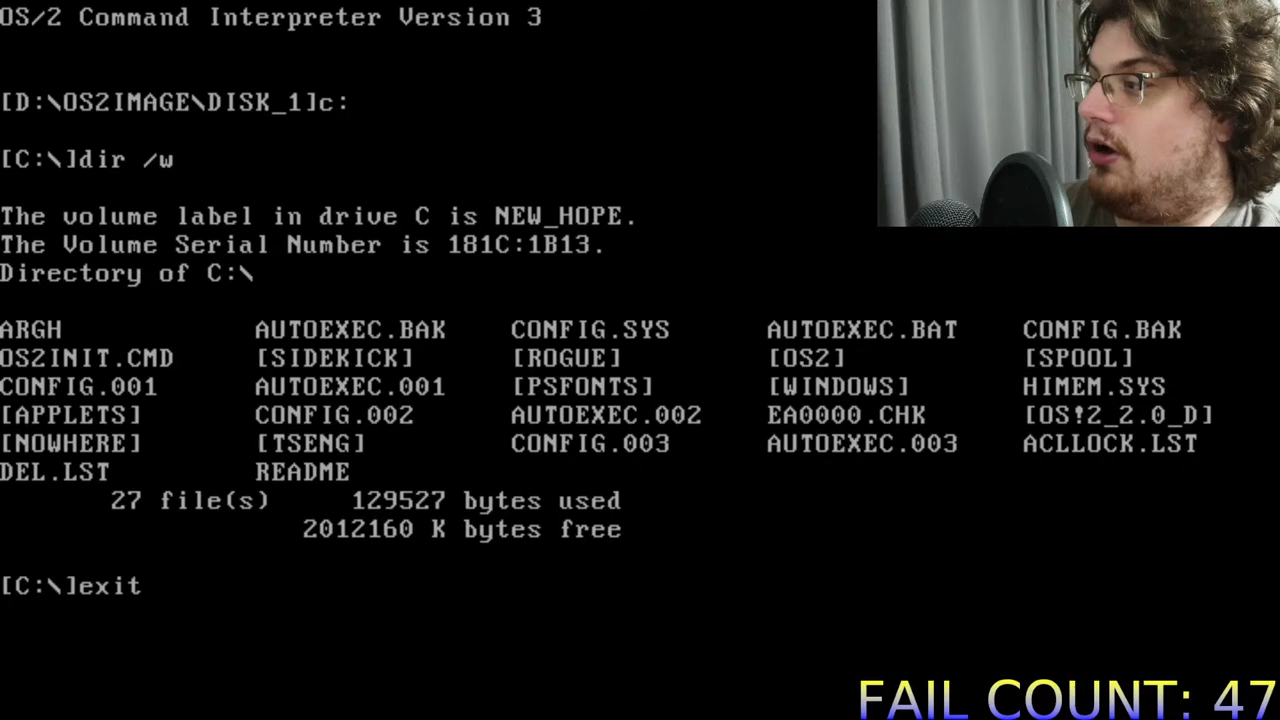 OS/2 Command Interpreter Version 3
[D:\OS2IMAGE\DISK_1]c:
[C:\]dir /w
The volume label in drive C is NEW_HOPE.
The Volume Serial Number is 181C:1B13.
Directory of C:\
ARGH AUTOEXEC.BAK CONFIG.SYS AUTOEXEC.BAT CONFIG.BAK
OS2INIT.CMD [SIDEKICK] [ROGUE] [OS2] [SPOOL]
CONFIG.001 AUTOEXEC.001 [PSFONTS] [WINDOWS] HIMEM.SYS
[APPLETS] CONFIG.002 AUTOEXEC.002 EA0000.CHK [OS!2_2.0_D]
[NOWHERE] [TSENG] CONFIG.003 AUTOEXEC.003 ACLLOCK.LST
DEL.LST README
27 file(s) 129527 bytes used
2012160 K bytes free
[C:\]exit
FAIL COUNT: 47